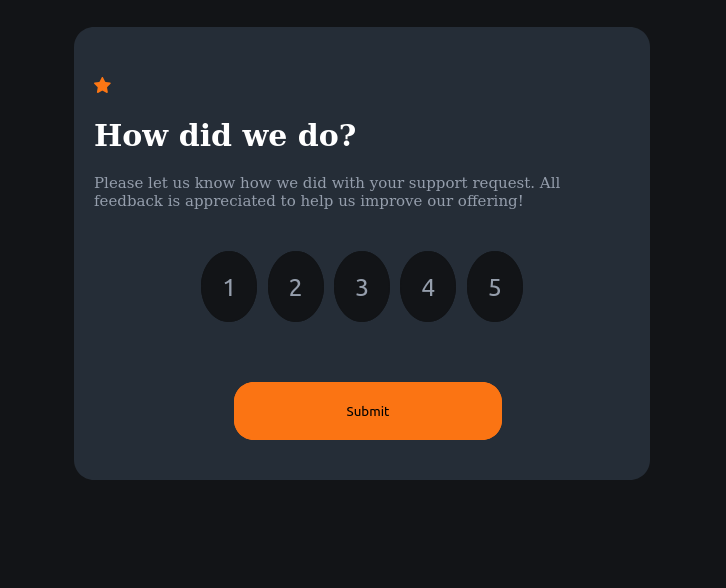 How did we do?
Please let us know how we did with your support request. All
feedback is appreciated to help us improve our offering!
1 2 3 4 5
Submit